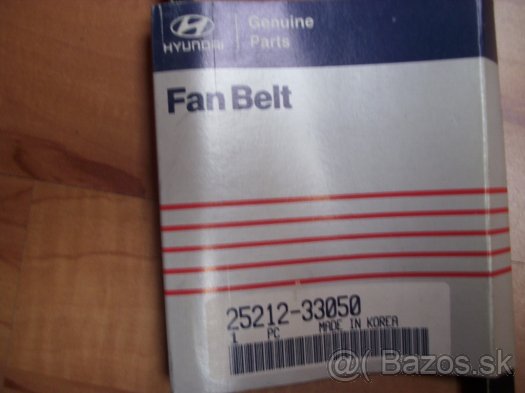 HYUNDAI
Genuine
Parts
Fan Belt
25212-33050
1 PC MADE IN KOREA
@( Bazos.sk